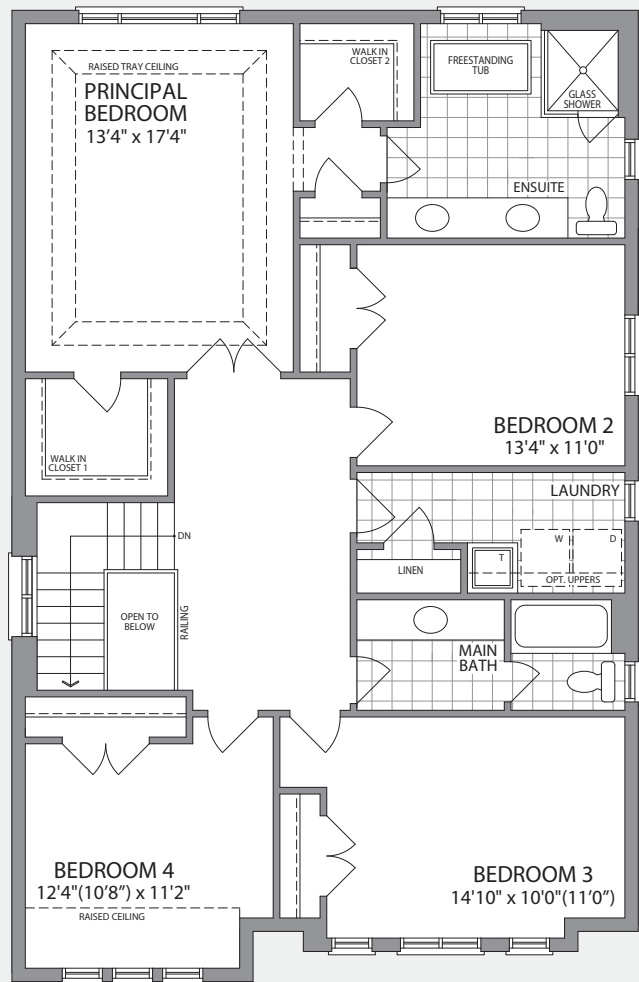 WALK IN
CLOSET 2
FREESTANDING
TUB
GLASS
SHOWER
RAISED TRAY CEILING
PRINCIPAL
BEDROOM
13'4" x 17'4"
ENSUITE
BEDROOM 2
13'4" x 11'0"
WALK IN
CLOSET 1
LAUNDRY
W
D
T
OPT. UPPERS
LINEN
DN
OPEN TO
BELOW
RAILING
MAIN
BATH
BEDROOM 4
12'4"(10'8") x 11'2"
RAISED CEILING
BEDROOM 3
14'10" x 10'0"(11'0")